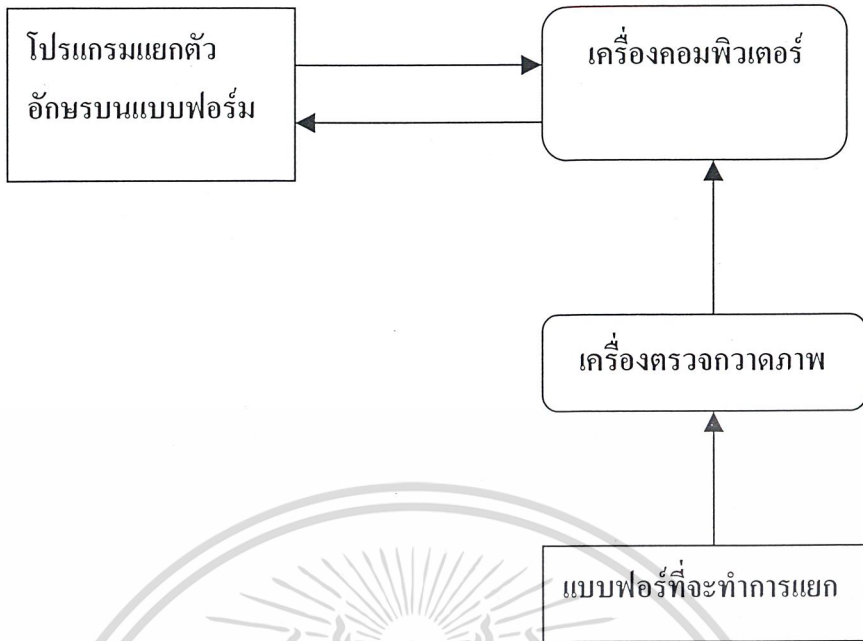 โปรแกรมแยกตัว
อักษรบนแบบฟอร์ม
เครื่องคอมพิวเตอร์
เครื่องตรวจกวาดภาพ
แบบฟอร์ที่จะทำการแยก